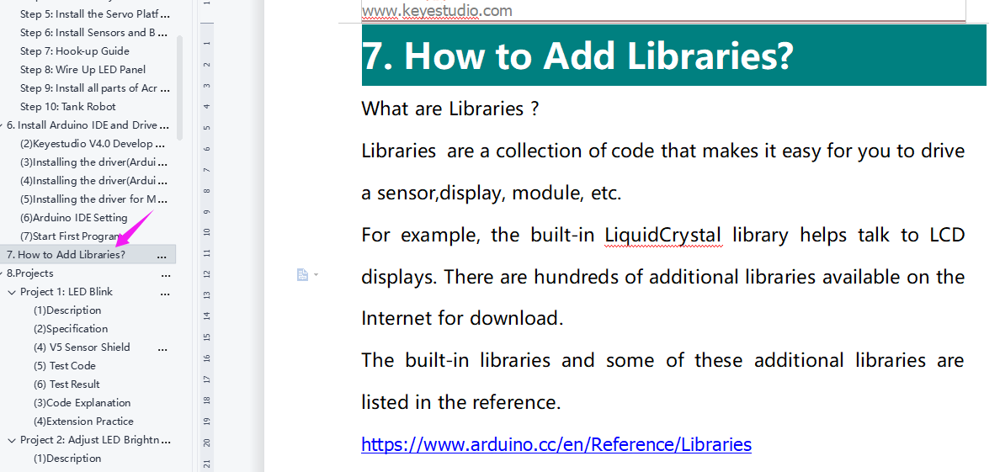 Step 5: Install the Servo Platf ...
Step 6: Install Sensors and B ...
Step 7: Hook-up Guide
Step 8: Wire Up LED Panel
Step 9: Install all parts of Acr ...
Step 10: Tank Robot
6. Install Arduino IDE and Drive ...
(2)Keyestudio V4.0 Develop ...
(3)Installing the driver(Ardui ...
(4)Installing the driver(Ardui ...
(5)Installing the driver for M ...
(6)Arduino IDE Setting
(7)Start First Program
7. How to Add Libraries? ...
8.Projects ...
Project 1: LED Blink ...
(1)Description
(2)Specification
(4) V5 Sensor Shield ...
(5) Test Code
(6) Test Result
(3)Code Explanation
(4)Extension Practice
Project 2: Adjust LED Brightn ...
(1)Description
1
2
3
4
5
6
7
8
9
10
11
12
13
14
15
16
17
18
19
20
21
www.keyestudio.com
7. How to Add Libraries?
What are Libraries ?
Libraries are a collection of code that makes it easy for you to drive
a sensor,display, module, etc.
For example, the built-in LiquidCrystal library helps talk to LCD
displays. There are hundreds of additional libraries available on the
Internet for download.
The built-in libraries and some of these additional libraries are
listed in the reference.
https://www.arduino.cc/en/Reference/Libraries